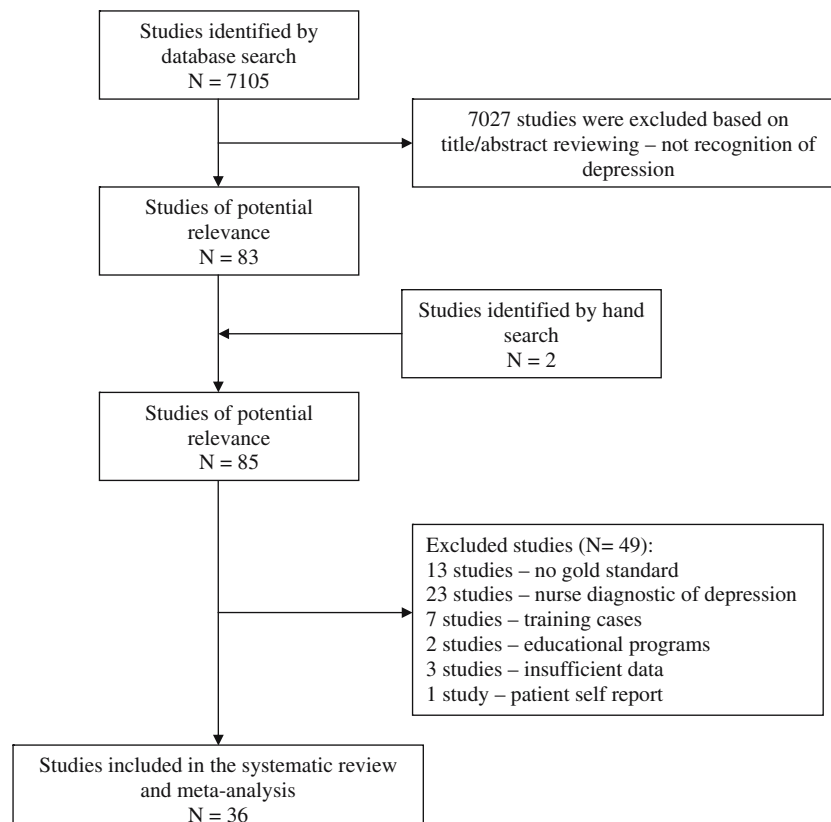 Studies identified by
database search
N = 7105
7027 studies were excluded based on
title/abstract reviewing – not recognition of
depression
Studies of potential
relevance
N = 83
Studies identified by hand
search
N = 2
Studies of potential
relevance
N = 85
Excluded studies (N= 49):
13 studies – no gold standard
23 studies – nurse diagnostic of depression
7 studies – training cases
2 studies – educational programs
3 studies – insufficient data
1 study – patient self report
Studies included in the systematic review
and meta-analysis
N = 36